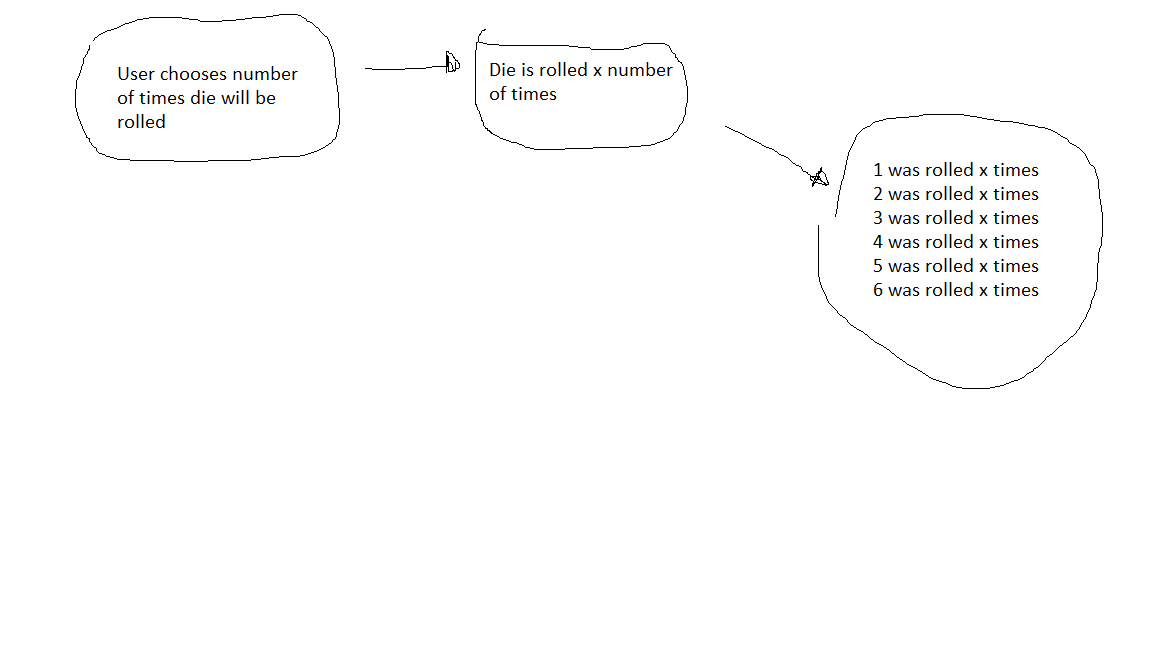 User chooses number
of times die will be
rolled
Die is rolled x number
of times
1 was rolled x times
2 was rolled x times
3 was rolled x times
4 was rolled x times
5 was rolled x times
6 was rolled x times